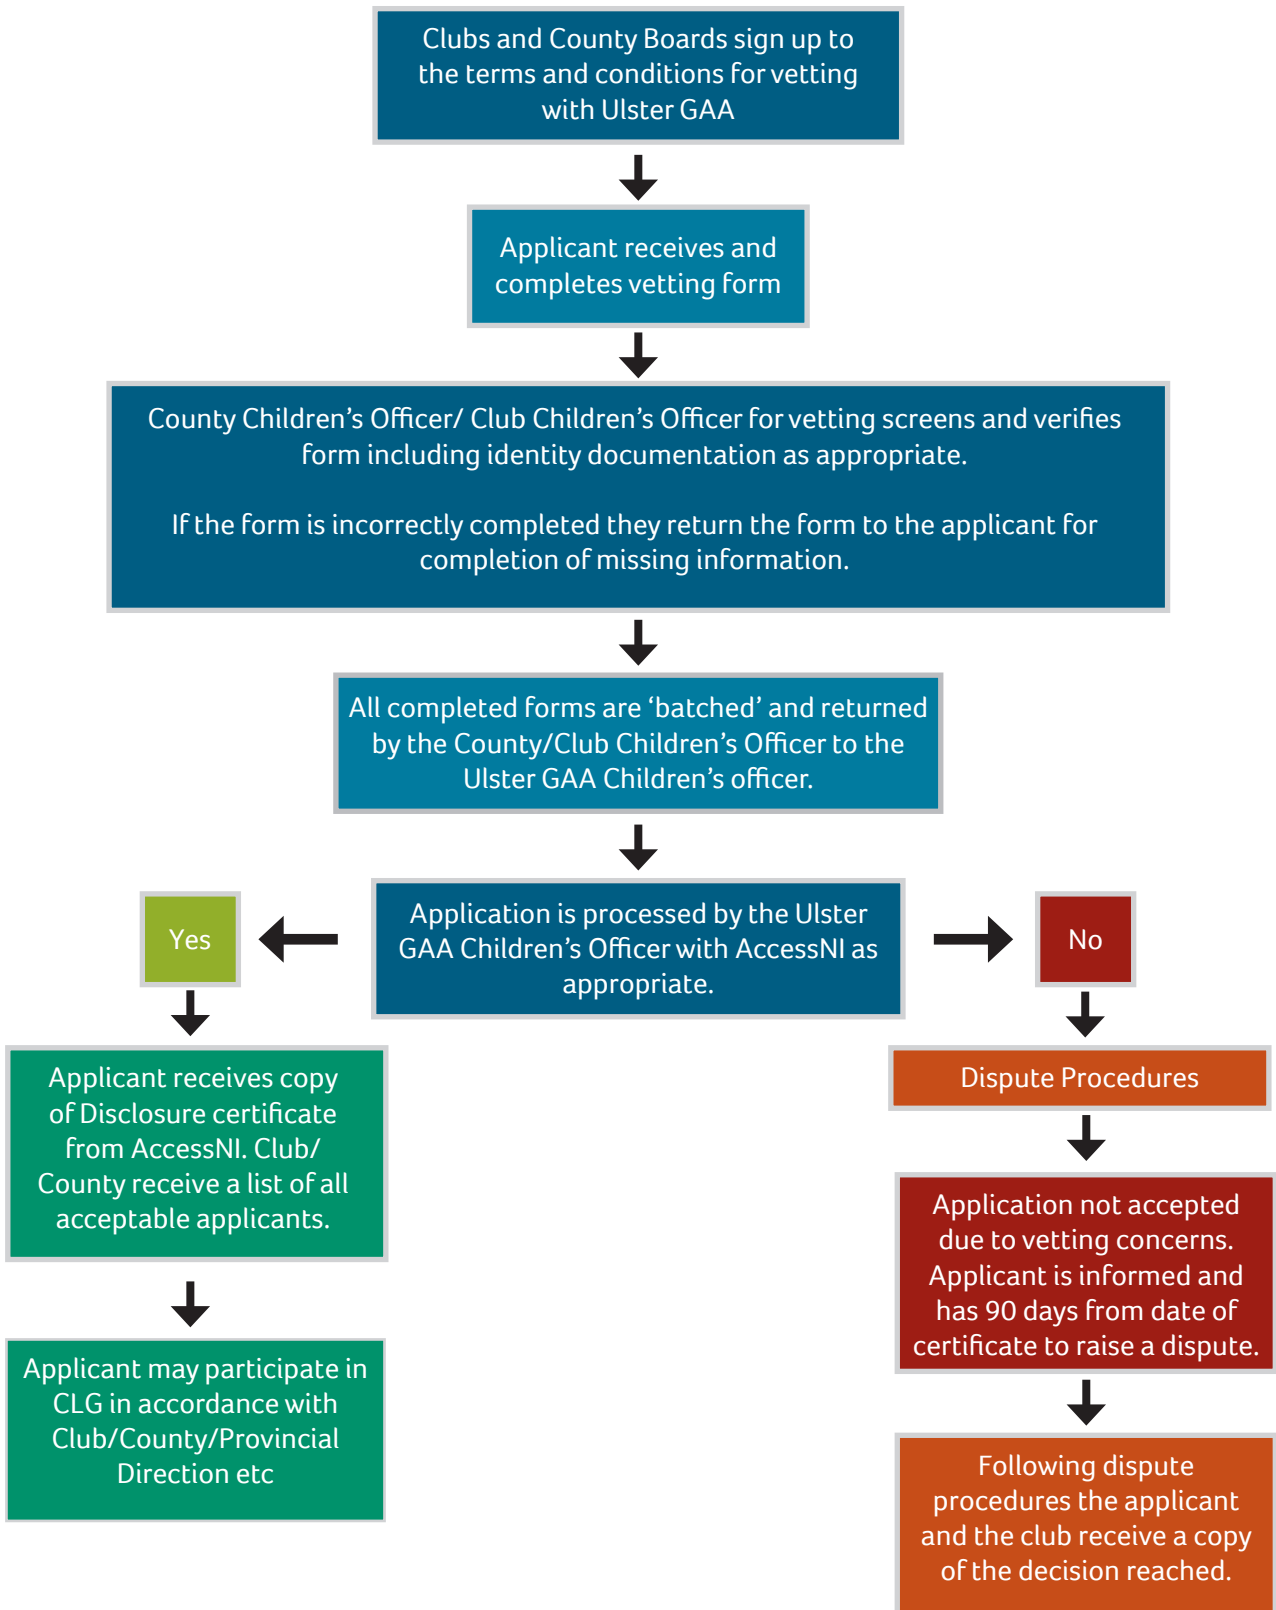 Clubs and County Boards sign up to
the terms and conditions for vetting
with Ulster GAA
Applicant receives and
completes vetting form
County Children’s Officer/ Club Children’s Officer for vetting screens and verifies
form including identity documentation as appropriate.
If the form is incorrectly completed they return the form to the applicant for
completion of missing information.
All completed forms are ‘batched’ and returned
by the County/Club Children’s Officer to the
Ulster GAA Children’s officer.
Application is processed by the Ulster
GAA Children’s Officer with AccessNI as
appropriate.
Yes
No
Applicant receives copy
of Disclosure certificate
from AccessNI. Club/
County receive a list of all
acceptable applicants.
Applicant may participate in
CLG in accordance with
Club/County/Provincial
Direction etc
Dispute Procedures
Application not accepted
due to vetting concerns.
Applicant is informed and
has 90 days from date of
certificate to raise a dispute.
Following dispute
procedures the applicant
and the club receive a copy
of the decision reached.